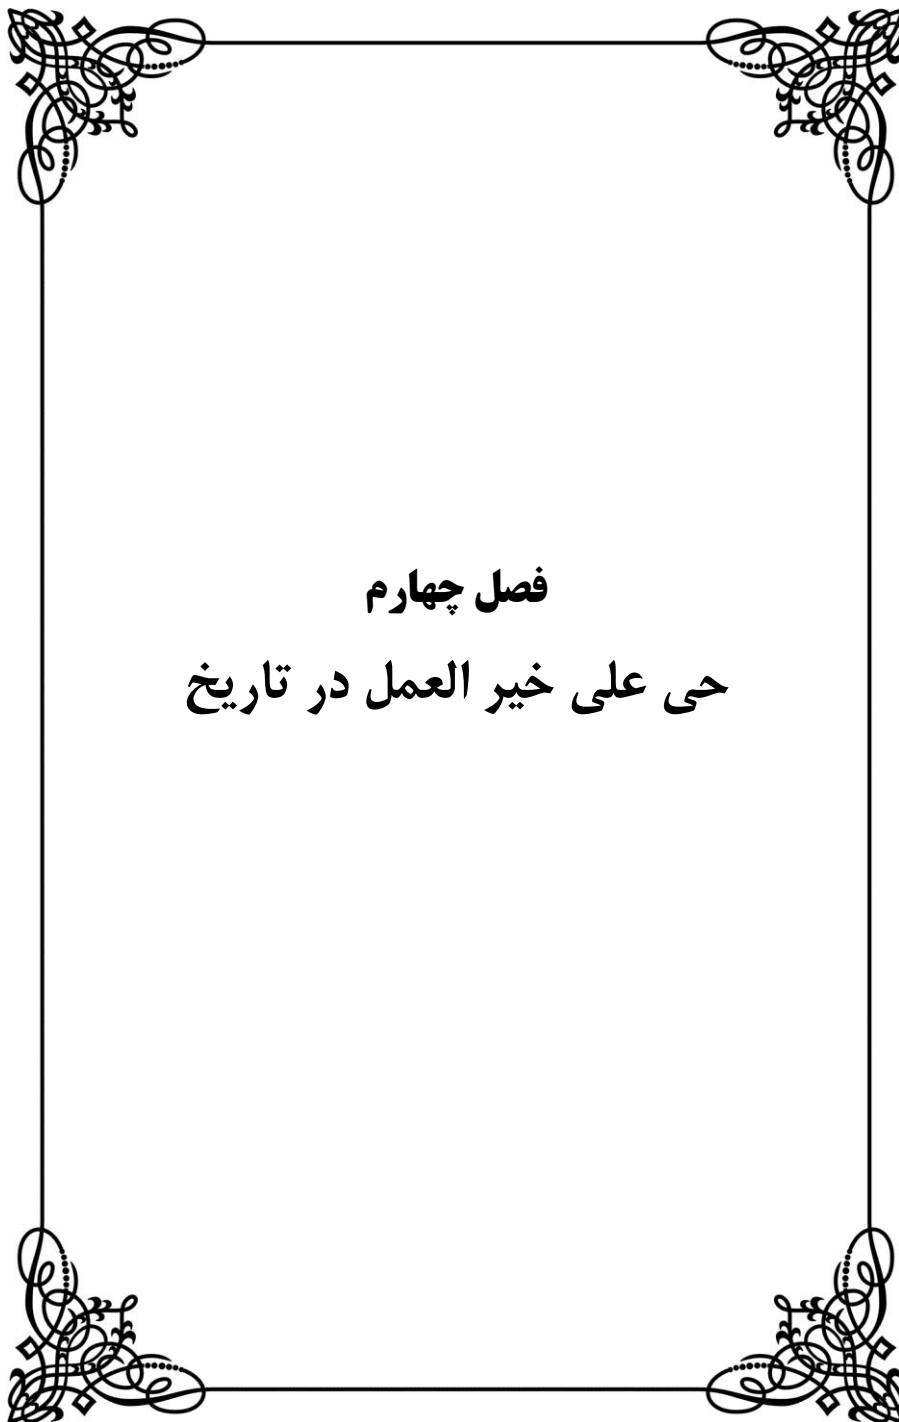 فصل چهارم
حی علی خیر العمل در تاریخ